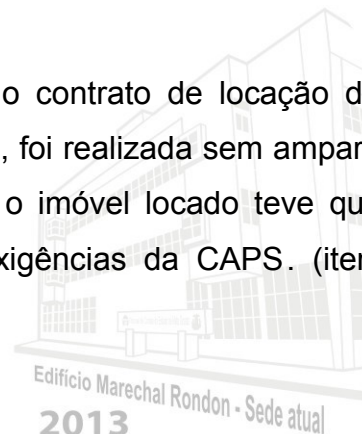 o contrato de locação d
, foi realizada sem ampar
o imóvel locado teve qu
xigências da CAPS. (iter
Edifício Marechal Rondon - Sede atual
2013